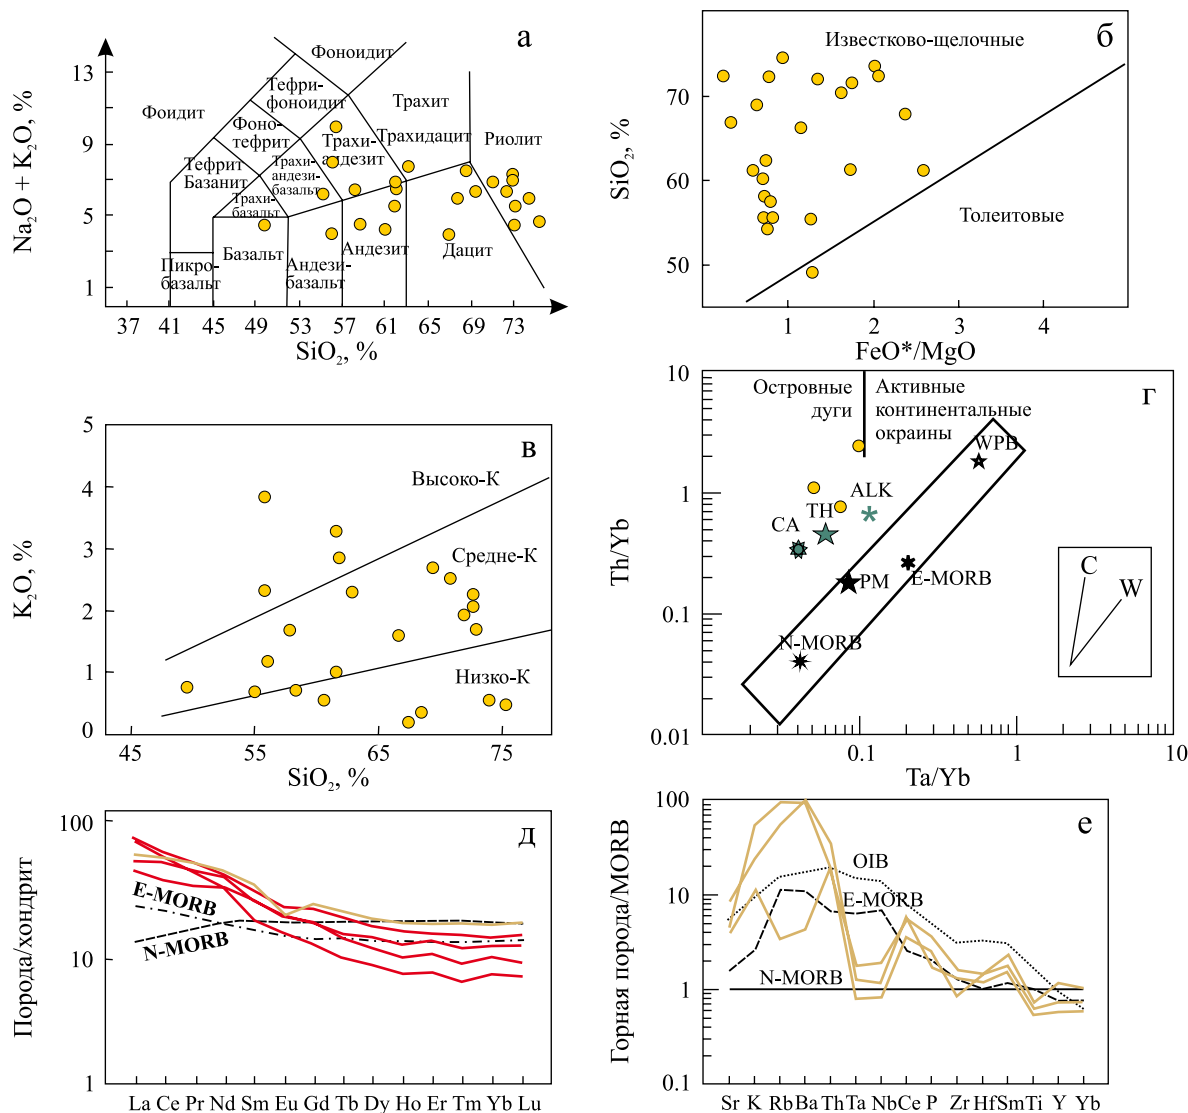 а
Na₂O + K₂O, %
13
9
5
1
Фоноидит
Тефри-
фоноидит
Фоидит
Трахит
Фоно-
тефрит
Трахи-
андезит
Трахидацит
Риолит
Тефрит
Базанит
Трахи-
андези-
базальт
Трахи-
базальт
Базальт
Андезит
Дацит
Пикро-
базальт
Андези-
базальт
37 41 45 49 53 57 61 65 69 73
SiO₂, %
б
SiO₂, %
70
60
50
Известково-щелочные
Толеитовые
1 2 3 4
FeO*/MgO
в
K₂O, %
5
4
3
2
1
0
Высоко-К
Средне-К
Низко-К
45 55 65 75
SiO₂, %
г
Th/Yb
10
1
0.1
0.01
Островные
дуги
Активные
континентальные
окраины
WPB
ALK
TH
CA
PM
E-MORB
N-MORB
C
W
0.1 1 10
Ta/Yb
д
Порода/хондрит
100
10
1
E-MORB
N-MORB
La Ce Pr Nd Sm Eu Gd Tb Dy Ho Er Tm Yb Lu
е
Горная порода/MORB
100
10
1
0.1
OIB
E-MORB
N-MORB
Sr K Rb Ba Th Ta Nb Ce P Zr Hf Sm Ti Y Yb